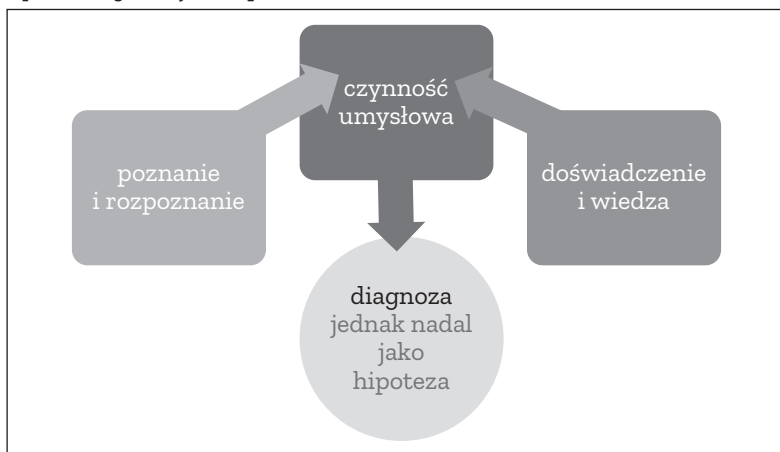 czynność
umysłowa
poznanie
i rozpoznanie
doświadczenie
i wiedza
diagnoza
jednak nadal
jako
hipoteza